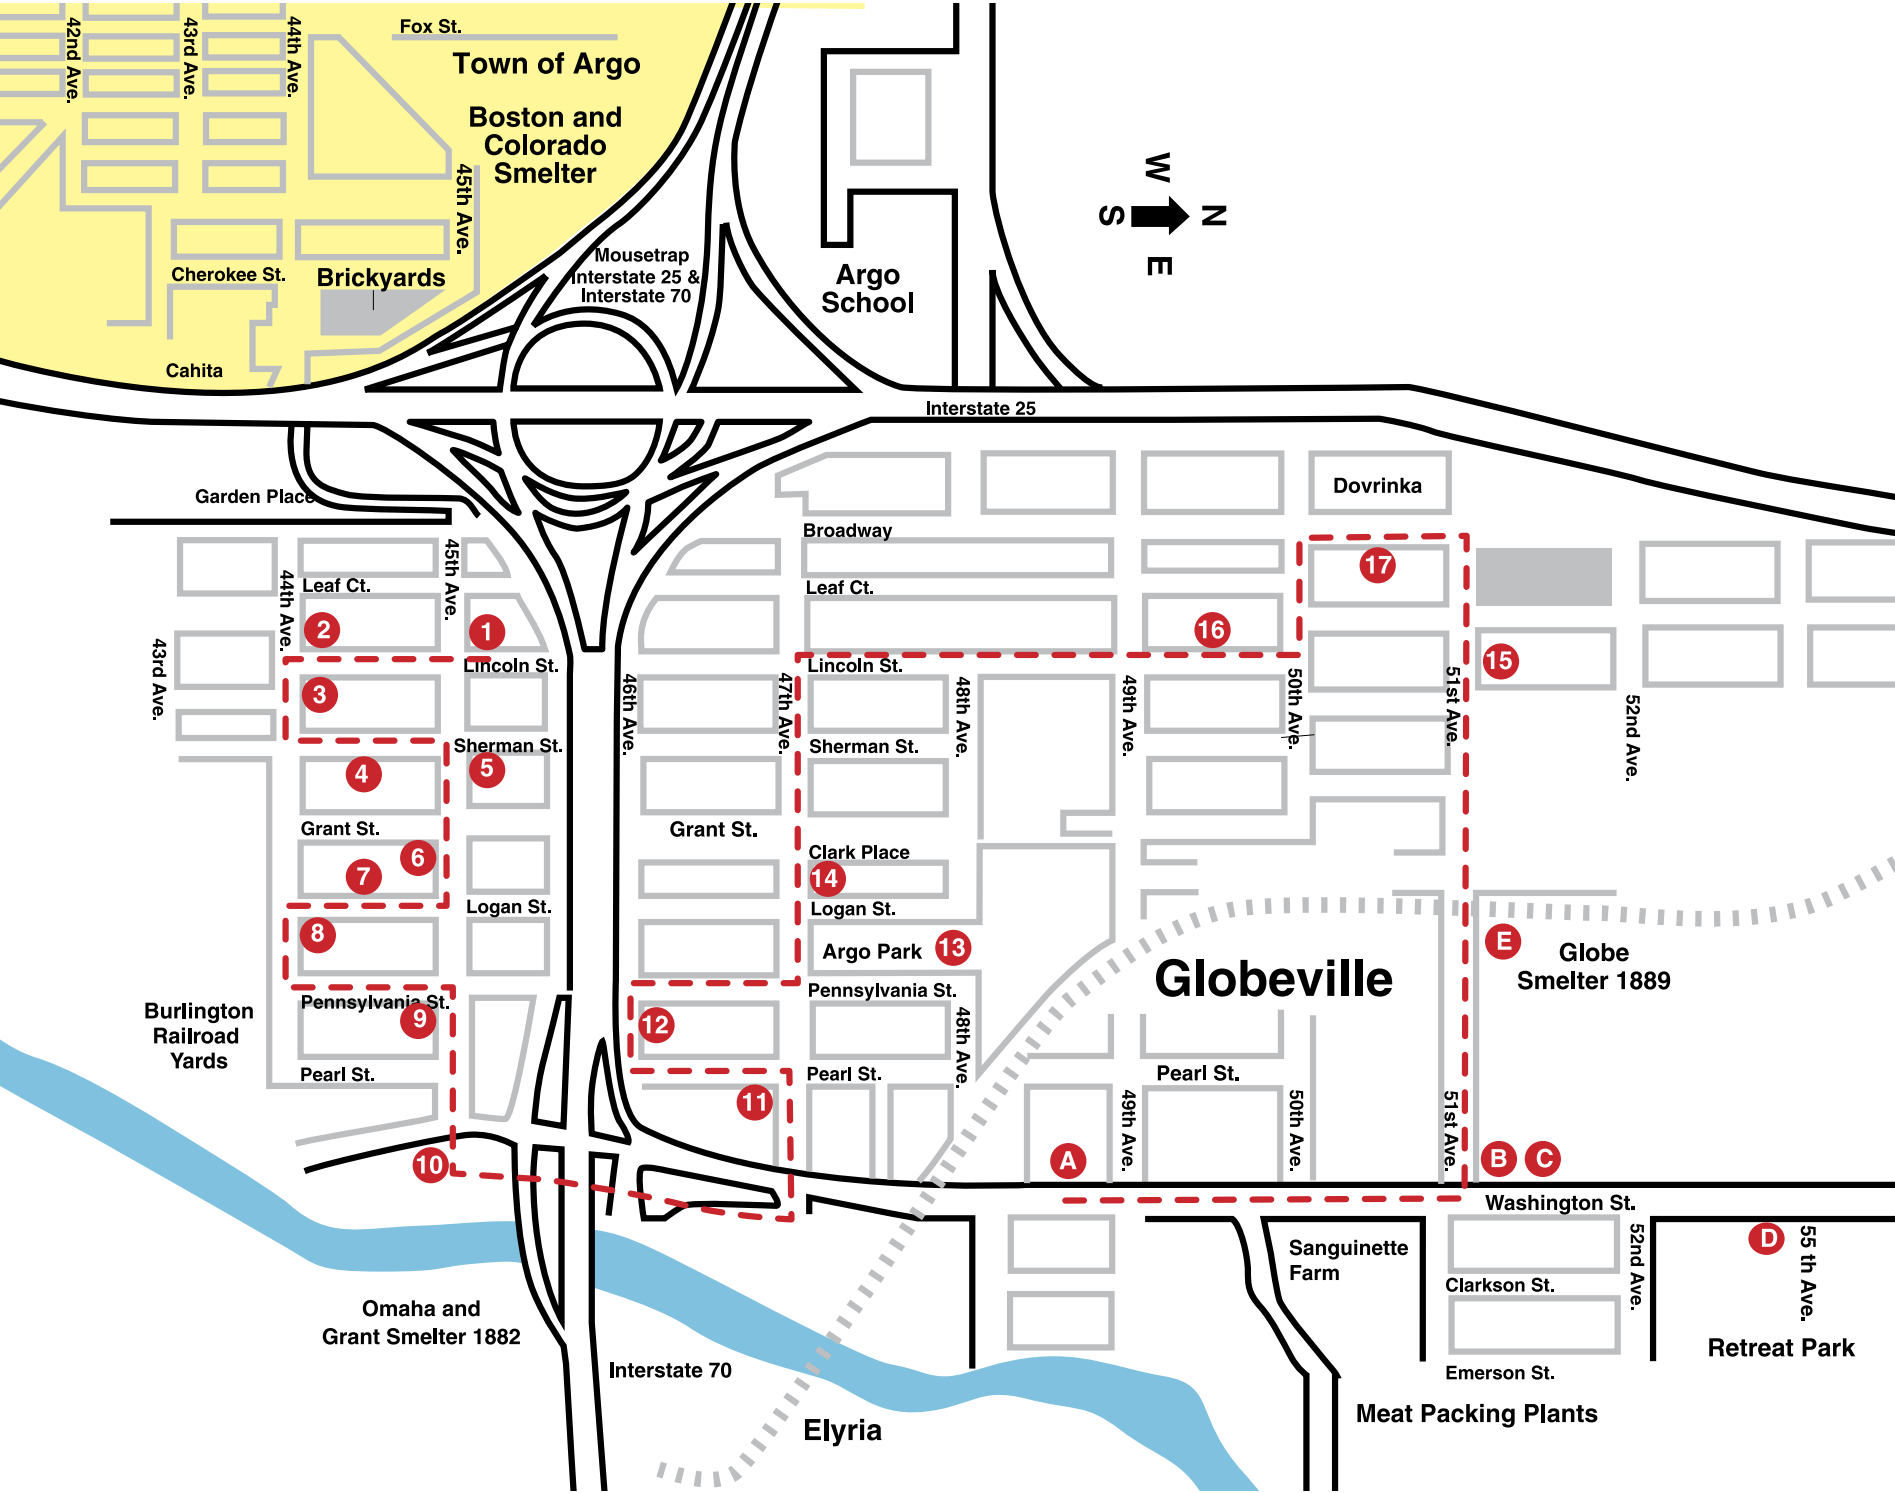 Fox St.
42nd Ave.
43rd Ave.
44th Ave.
Town of Argo
Boston and
Colorado
Smelter
45th Ave.
Cherokee St.
Brickyards
Cahita
Mousetrap
Interstate 25 &
Interstate 70
Argo
School
W
S
N
E
Interstate 25
Garden Place
Dovrinka
Broadway
Leaf Ct.
Leaf Ct.
45th Ave.
44th Ave.
43rd Ave.
17
2
1
16
15
Lincoln St.
Lincoln St.
3
46th Ave.
47th Ave.
48th Ave.
49th Ave.
50th Ave.
51st Ave.
52nd Ave.
Sherman St.
Sherman St.
4
5
Grant St.
Grant St.
6
7
Clark Place
14
Logan St.
Logan St.
8
Argo Park
13
E
Globe
Smelter 1889
Globeville
Pennsylvania St.
Pennsylvania St.
9
12
Burlington
Railroad
Yards
48th Ave.
Pearl St.
Pearl St.
Pearl St.
11
49th Ave.
50th Ave.
51st Ave.
10
A
B
C
Washington St.
D
55 th Ave.
52nd Ave.
Sanguinette
Farm
Clarkson St.
Omaha and
Grant Smelter 1882
Interstate 70
Retreat Park
Emerson St.
Elyria
Meat Packing Plants